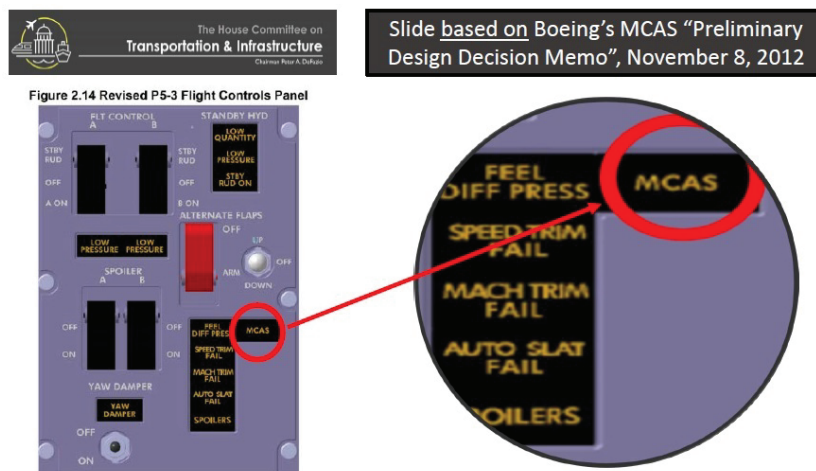 The House Committee on
Transportation & Infrastructure
Chairman Peter A. DeFazio
Slide based on Boeing's MCAS “Preliminary
Design Decision Memo”, November 8, 2012
Figure 2.14 Revised P5-3 Flight Controls Panel
FLT CONTROL
A B
STBY
RUD
OFF
A ON
STBY
RUD
OFF
B ON
STANDBY HYD
LOW
QUANTITY
LOW
PRESSURE
STBY
RUD ON
ALTERNATE FLAPS
OFF
ARM
UP
OFF
DOWN
LOW
PRESSURE
LOW
PRESSURE
SPOILER
A B
OFF
ON
OFF
ON
FEEL
DIFF PRESS
MCAS
SPEED TRIM
FAIL
MACH TRIM
FAIL
AUTO SLAT
FAIL
SPOILERS
YAW DAMPER
YAW
DAMPER
OFF
ON
FEEL
DIFF PRESS
MCAS
SPEED TRIM
FAIL
MACH TRIM
FAIL
AUTO SLAT
FAIL
SPOILERS